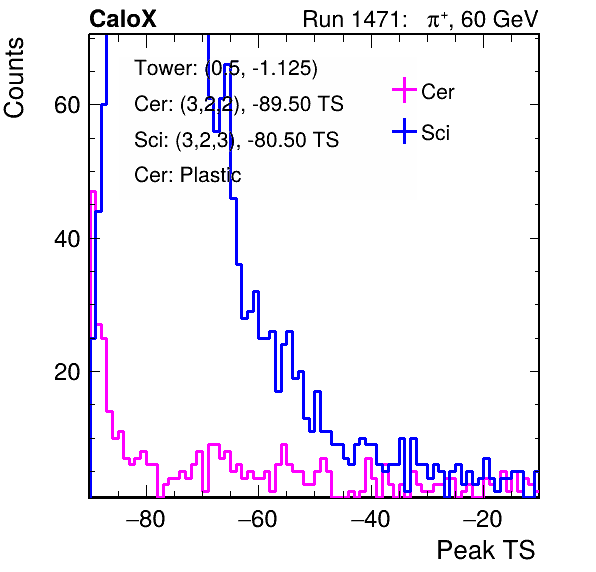 CaloX Run 1471: π⁺, 60 GeV
Counts
Tower: (0.5, -1.125)
Cer: (3,2,2), -89.50 TS
Sci: (3,2,3), -80.50 TS
Cer: Plastic
Cer
Sci
60
40
20
−80 −60 −40 −20
Peak TS